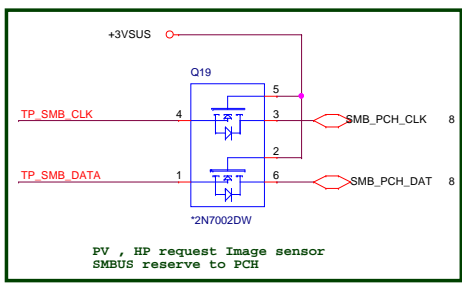 +3VSUS
Q19
5
TP_SMB_CLK 4 3 SMB_PCH_CLK 8
2
TP_SMB_DATA 1 6 SMB_PCH_DAT 8
*2N7002DW
PV , HP request Image sensor
SMBUS reserve to PCH